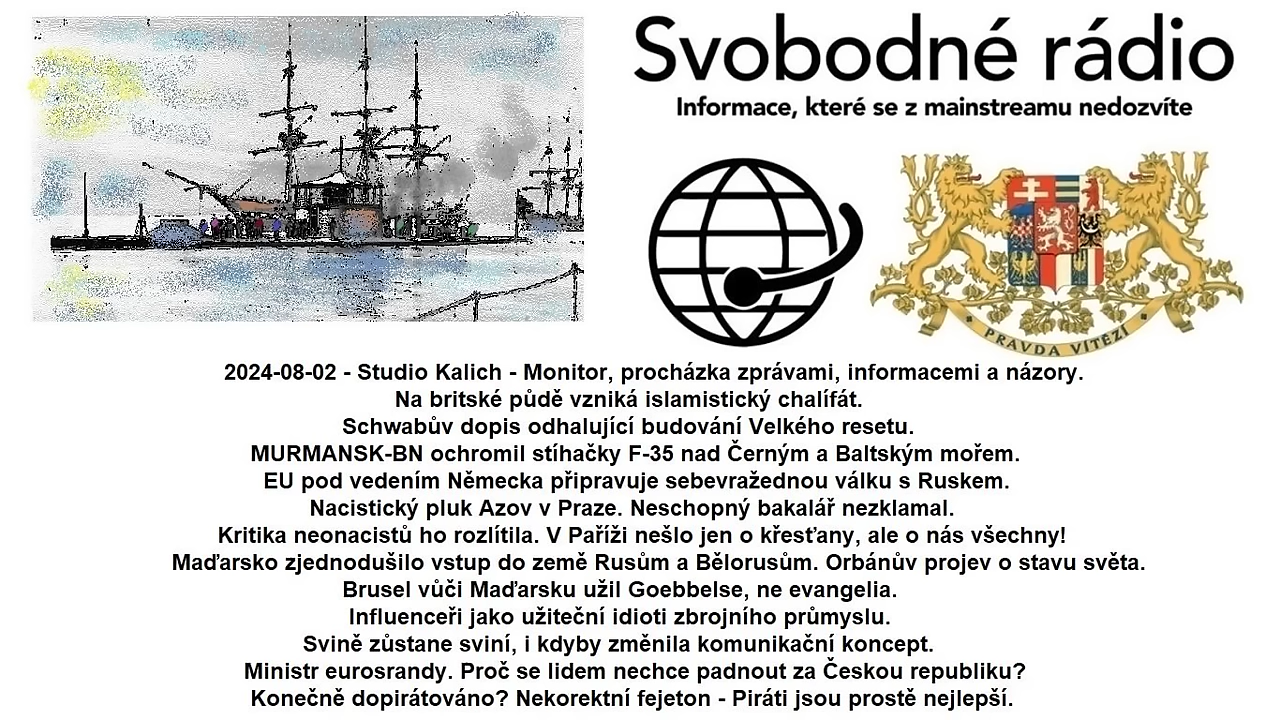 Svobodné rádio
Informace, které se z mainstreamu nedozvíte
PRAVDA VÍTĚZÍ
2024-08-02 - Studio Kalich - Monitor, procházka zprávami, informacemi a názory.
Na britské půdě vzniká islamistický chalífát.
Schwabův dopis odhalující budování Velkého resetu.
MURMANSK-BN ochromil stíhačky F-35 nad Černým a Baltským mořem.
EU pod vedením Německa připravuje sebevražednou válku s Ruskem.
Nacistický pluk Azov v Praze. Neschopný bakalář nezklamal.
Kritika neonacistů ho rozlítila. V Paříži nešlo jen o křesťany, ale o nás všechny!
Maďarsko zjednodušilo vstup do země Rusům a Bělorusům. Orbánův projev o stavu světa.
Brusel vůči Maďarsku užil Goebbelse, ne evangelia.
Influenceři jako užiteční idioti zbrojního průmyslu.
Svině zůstane sviní, i kdyby změnila komunikační koncept.
Ministr eurosrandy. Proč se lidem nechce padnout za Českou republiku?
Konečně dopirátováno? Nekorektní fejeton - Piráti jsou prostě nejlepší.